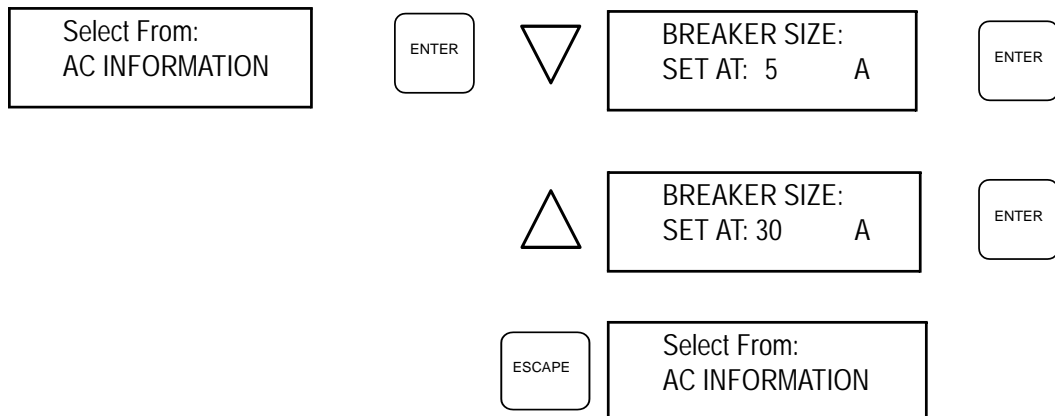 Select From:
AC INFORMATION
ENTER
BREAKER SIZE:
SET AT: 5 A
ENTER
BREAKER SIZE:
SET AT: 30 A
ENTER
ESCAPE
Select From:
AC INFORMATION